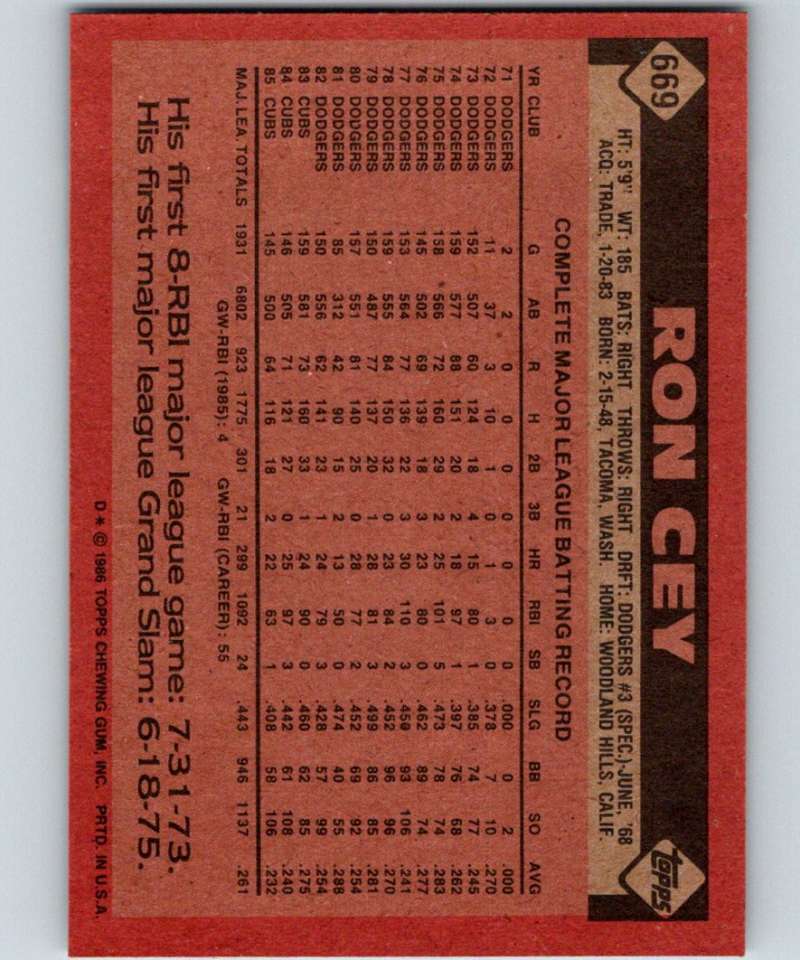 669
RON CEY
Topps
HT: 5'9" WT: 185 BATS: RIGHT THROWS: RIGHT DRFT: DODGERS #3 (SPEC.)-JUNE, '68
ACQ: TRADE, 1-20-83 BORN: 2-15-48, TACOMA, WASH. HOME: WOODLAND HILLS, CALIF.
COMPLETE MAJOR LEAGUE BATTING RECORD
YR CLUB G AB R H 2B 3B HR RBI SB SLG BB SO AVG
71 DODGERS 2 2 0 0 0 0 0 0 0 .000 0 2 .000
72 DODGERS 11 37 3 10 1 0 1 3 0 .378 7 10 .270
73 DODGERS 152 507 60 124 18 4 15 80 1 .385 74 77 .245
74 DODGERS 159 577 88 151 20 2 18 97 1 .397 76 68 .262
75 DODGERS 158 566 72 160 29 2 25 101 5 .473 78 74 .283
76 DODGERS 145 502 69 139 18 3 23 80 0 .462 89 74 .277
77 DODGERS 153 564 77 136 22 3 30 110 3 .450 93 106 .241
78 DODGERS 159 555 84 150 32 0 23 84 2 .452 96 96 .270
79 DODGERS 150 487 77 137 20 1 28 81 3 .499 86 85 .281
80 DODGERS 157 551 81 140 25 0 28 77 2 .452 69 92 .254
81 DODGERS 85 312 42 90 15 2 13 50 0 .474 40 55 .288
82 DODGERS 150 556 62 141 23 1 24 79 3 .428 57 99 .254
83 CUBS 159 581 73 160 33 1 24 90 0 .460 62 85 .275
84 CUBS 146 505 71 121 27 0 25 97 3 .442 61 108 .240
85 CUBS 145 500 64 116 18 2 22 63 1 .408 58 106 .232
MAJ. LEA. TOTALS 1931 6802 923 1775 301 21 299 1092 24 .443 946 1137 .261
GW-RBI (1985): 4 GW-RBI (CAREER): 55
His first 8-RBI major league game: 7-31-73.
His first major league Grand Slam: 6-18-75.
D* © 1986 TOPPS CHEWING GUM, INC. PRTD. IN U.S.A.